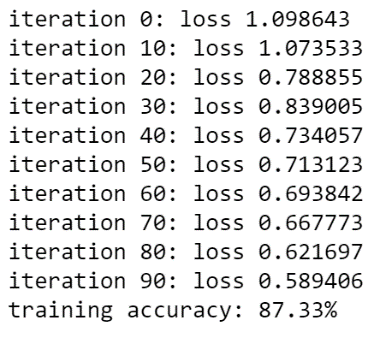 iteration 0: loss 1.098643
iteration 10: loss 1.073533
iteration 20: loss 0.788855
iteration 30: loss 0.839005
iteration 40: loss 0.734057
iteration 50: loss 0.713123
iteration 60: loss 0.693842
iteration 70: loss 0.667773
iteration 80: loss 0.621697
iteration 90: loss 0.589406
training accuracy: 87.33%